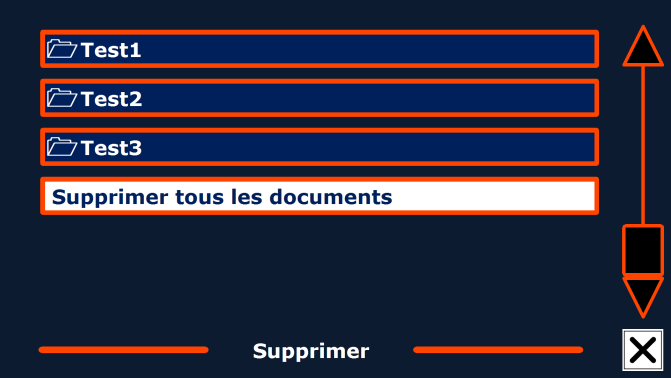 Test1
Test2
Test3
Supprimer tous les documents
Supprimer